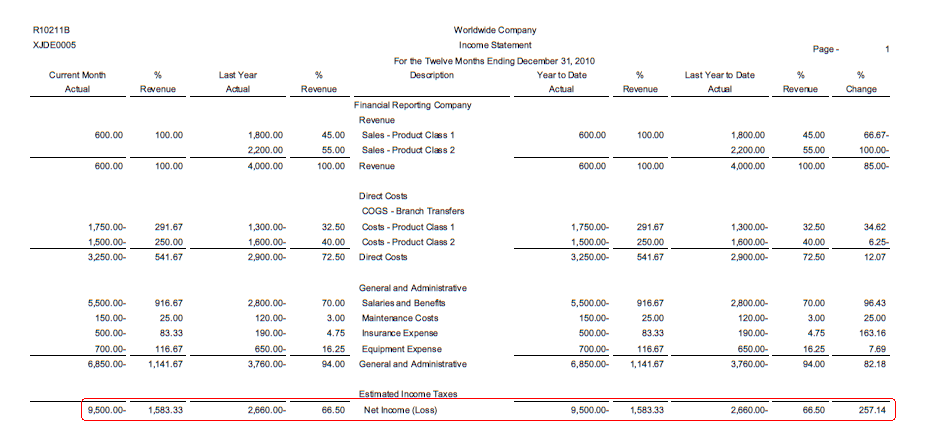 R10211B Worldwide Company
XJDE0005 Income Statement Page - 1
For the Twelve Months Ending December 31, 2010
Current Month % Last Year % Description Year to Date % Last Year to Date % %
Actual Revenue Actual Revenue Actual Revenue Actual Revenue Change
Financial Reporting Company
Revenue
600.00 100.00 1,800.00 45.00 Sales - Product Class 1 600.00 100.00 1,800.00 45.00 66.67-
2,200.00 55.00 Sales - Product Class 2 2,200.00 55.00 100.00-
600.00 100.00 4,000.00 100.00 Revenue 600.00 100.00 4,000.00 100.00 85.00-
Direct Costs
COGS - Branch Transfers
1,750.00- 291.67 1,300.00- 32.50 Costs - Product Class 1 1,750.00- 291.67 1,300.00- 32.50 34.62
1,500.00- 250.00 1,600.00- 40.00 Costs - Product Class 2 1,500.00- 250.00 1,600.00- 40.00 6.25-
3,250.00- 541.67 2,900.00- 72.50 Direct Costs 3,250.00- 541.67 2,900.00- 72.50 12.07
General and Administrative
5,500.00- 916.67 2,800.00- 70.00 Salaries and Benefits 5,500.00- 916.67 2,800.00- 70.00 96.43
150.00- 25.00 120.00- 3.00 Maintenance Costs 150.00- 25.00 120.00- 3.00 25.00
500.00- 83.33 190.00- 4.75 Insurance Expense 500.00- 83.33 190.00- 4.75 163.16
700.00- 116.67 650.00- 16.25 Equipment Expense 700.00- 116.67 650.00- 16.25 7.69
6,850.00- 1,141.67 3,760.00- 94.00 General and Administrative 6,850.00- 1,141.67 3,760.00- 94.00 82.18
Estimated Income Taxes
9,500.00- 1,583.33 2,660.00- 66.50 Net Income (Loss) 9,500.00- 1,583.33 2,660.00- 66.50 257.14